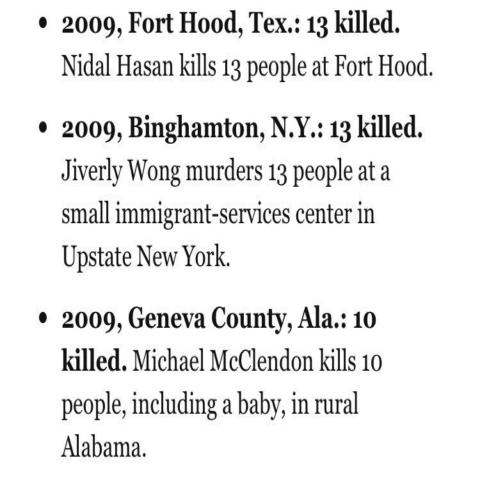 • 2009, Fort Hood, Tex.: 13 killed.
Nidal Hasan kills 13 people at Fort Hood.
• 2009, Binghamton, N.Y.: 13 killed.
Jiverly Wong murders 13 people at a
small immigrant-services center in
Upstate New York.
• 2009, Geneva County, Ala.: 10
killed. Michael McClendon kills 10
people, including a baby, in rural
Alabama.